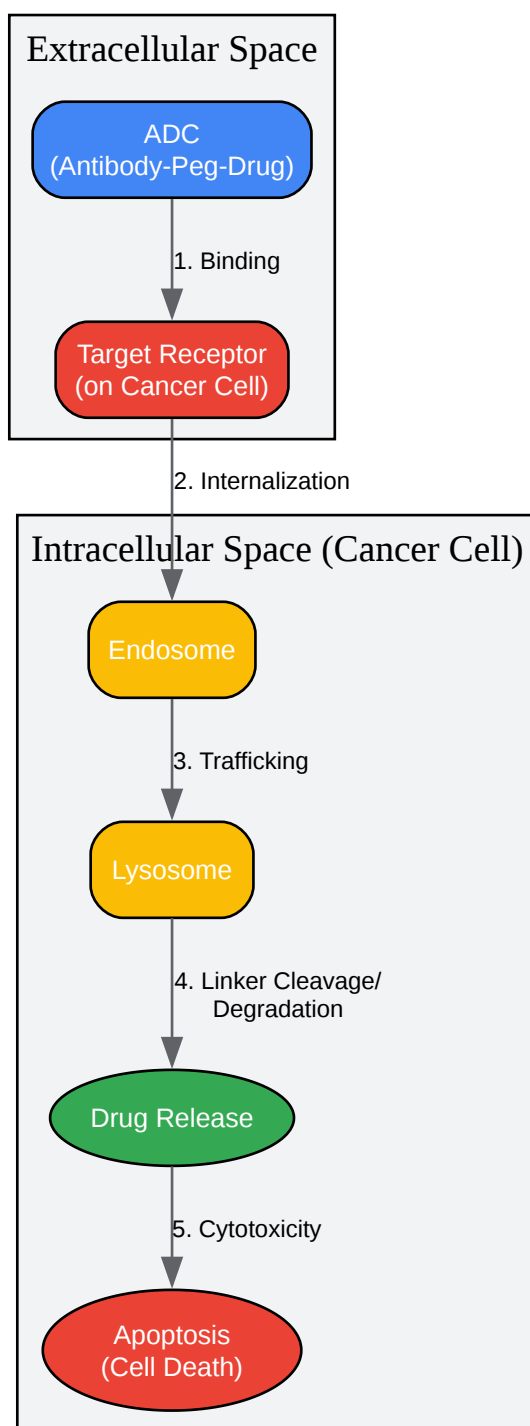 Extracellular Space
ADC
(Antibody-Peg-Drug)
1. Binding
Target Receptor
(on Cancer Cell)
2. Internalization
Intracellular Space (Cancer Cell)
Endosome
3. Trafficking
Lysosome
4. Linker Cleavage/
Degradation
Drug Release
5. Cytotoxicity
Apoptosis
(Cell Death)